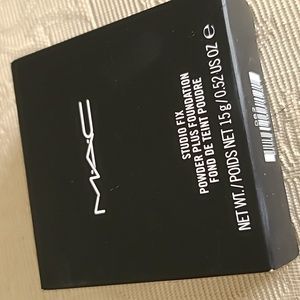 MAC
STUDIO FIX
POWDER PLUS FOUNDATION
FOND DE TEINT POUDRE
NET WT./POIDS NET 15 g / 0.52 US OZ ℮